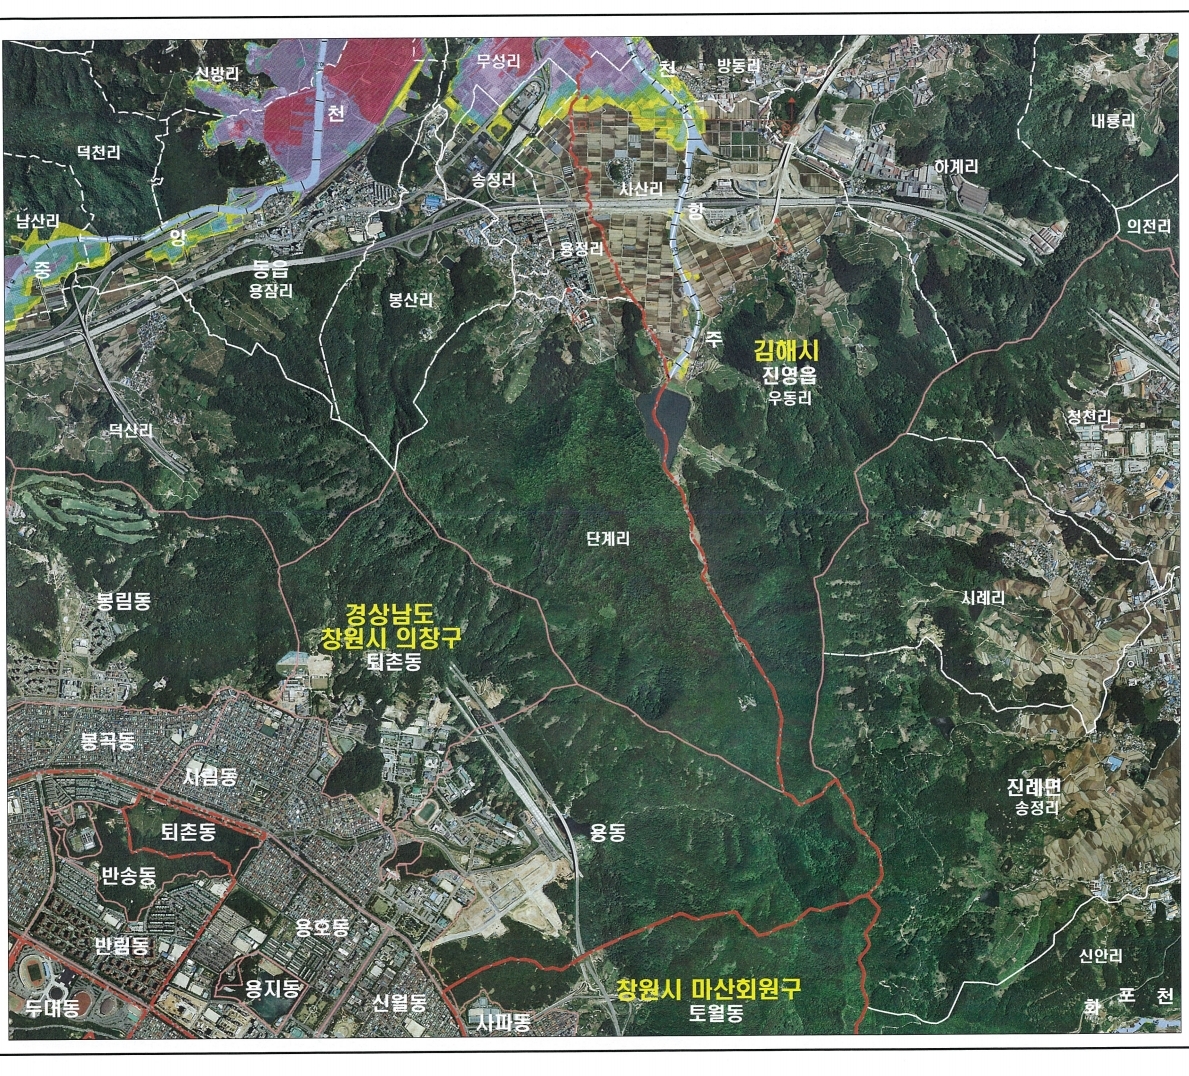 신방리
무성리
천
방동리
천
내룡리
덕천리
송정리
사산리
하계리
남산리
항
의전리
앙
용정리
중
동읍
용잠리
봉산리
주
김해시
진영읍
우동리
덕산리
청천리
단계리
봉림동
시례리
경상남도
창원시 의창구
퇴촌동
봉곡동
사림동
진례면
송정리
퇴촌동
용동
반송동
용호동
반림동
신안리
용지동
창원시 마산회원구
두대동
신월동
토월동
사파동
화 포 천